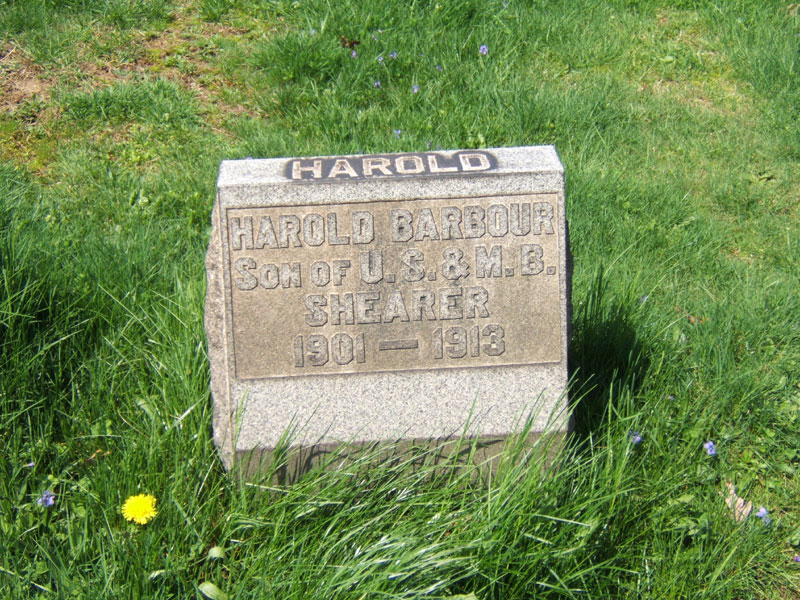 HAROLD
HAROLD BARBOUR
SON OF U.S. & M.B.
SHEARER
1901 — 1913